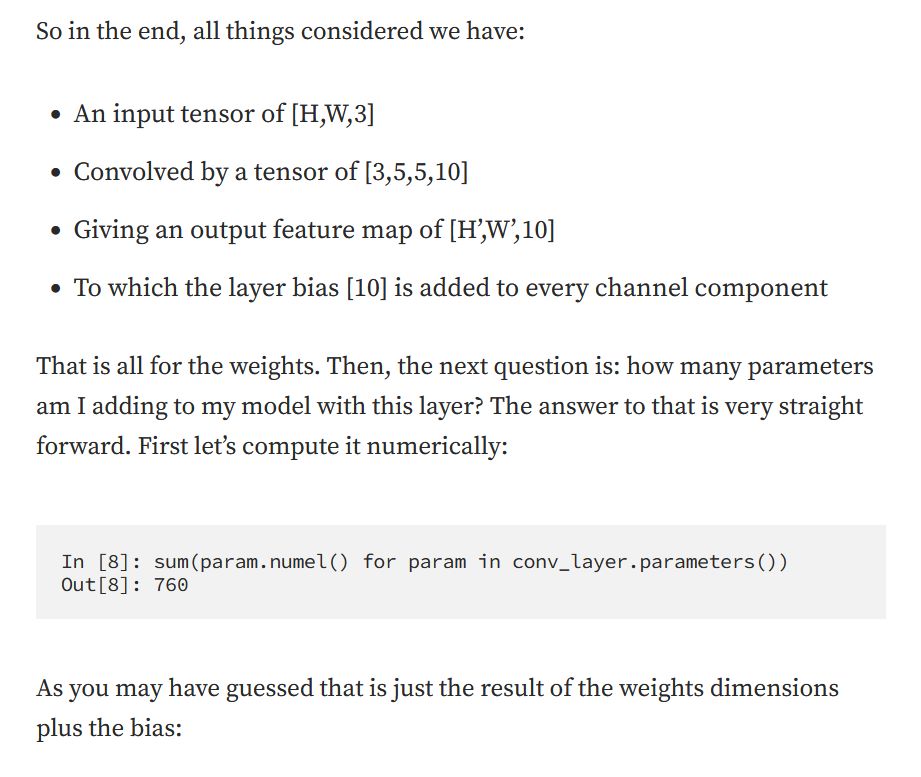 So in the end, all things considered we have:
• An input tensor of [H,W,3]
• Convolved by a tensor of [3,5,5,10]
• Giving an output feature map of [H’,W’,10]
• To which the layer bias [10] is added to every channel component
That is all for the weights. Then, the next question is: how many parameters
am I adding to my model with this layer? The answer to that is very straight
forward. First let’s compute it numerically:
In [8]: sum(param.numel() for param in conv_layer.parameters())
Out[8]: 760
As you may have guessed that is just the result of the weights dimensions
plus the bias: